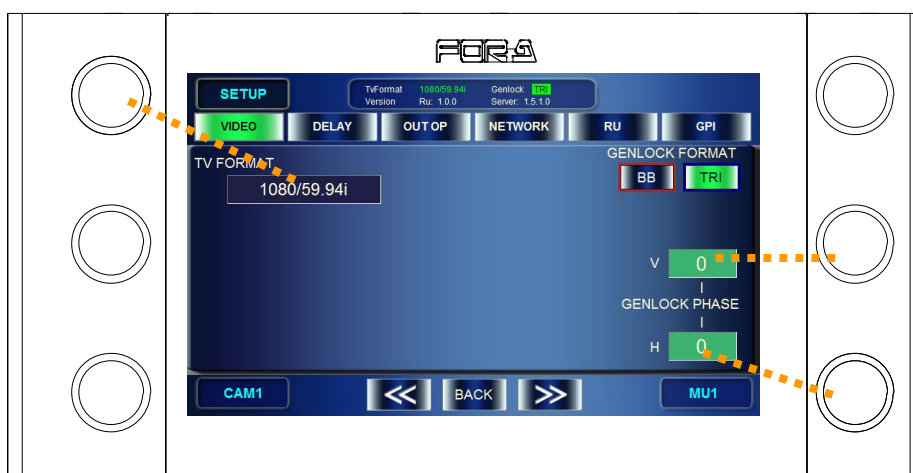 FOR-A
SETUP
TVFormat 1080/59.94i Genlock TRI
Version Ru: 1.0.0 Server: 1.5.1.0
VIDEO DELAY OUT OP NETWORK RU GPI
TV FORMAT GENLOCK FORMAT
1080/59.94i BB TRI
V 0
GENLOCK PHASE
H 0
CAM1 << BACK >> MU1